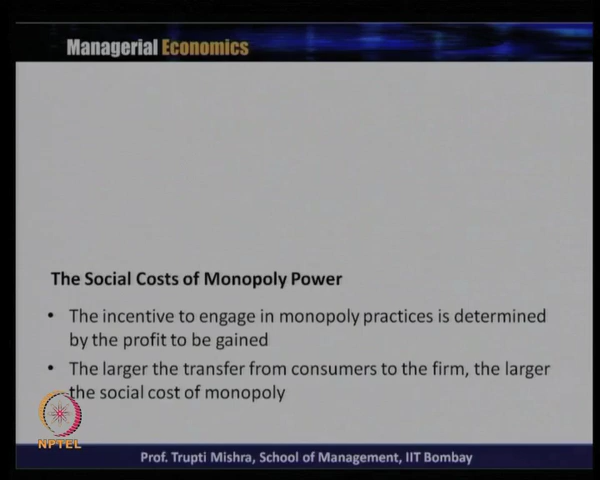 Managerial Economics
The Social Costs of Monopoly Power
• The incentive to engage in monopoly practices is determined
by the profit to be gained
• The larger the transfer from consumers to the firm, the larger
the social cost of monopoly
NPTEL
Prof. Trupti Mishra, School of Management, IIT Bombay